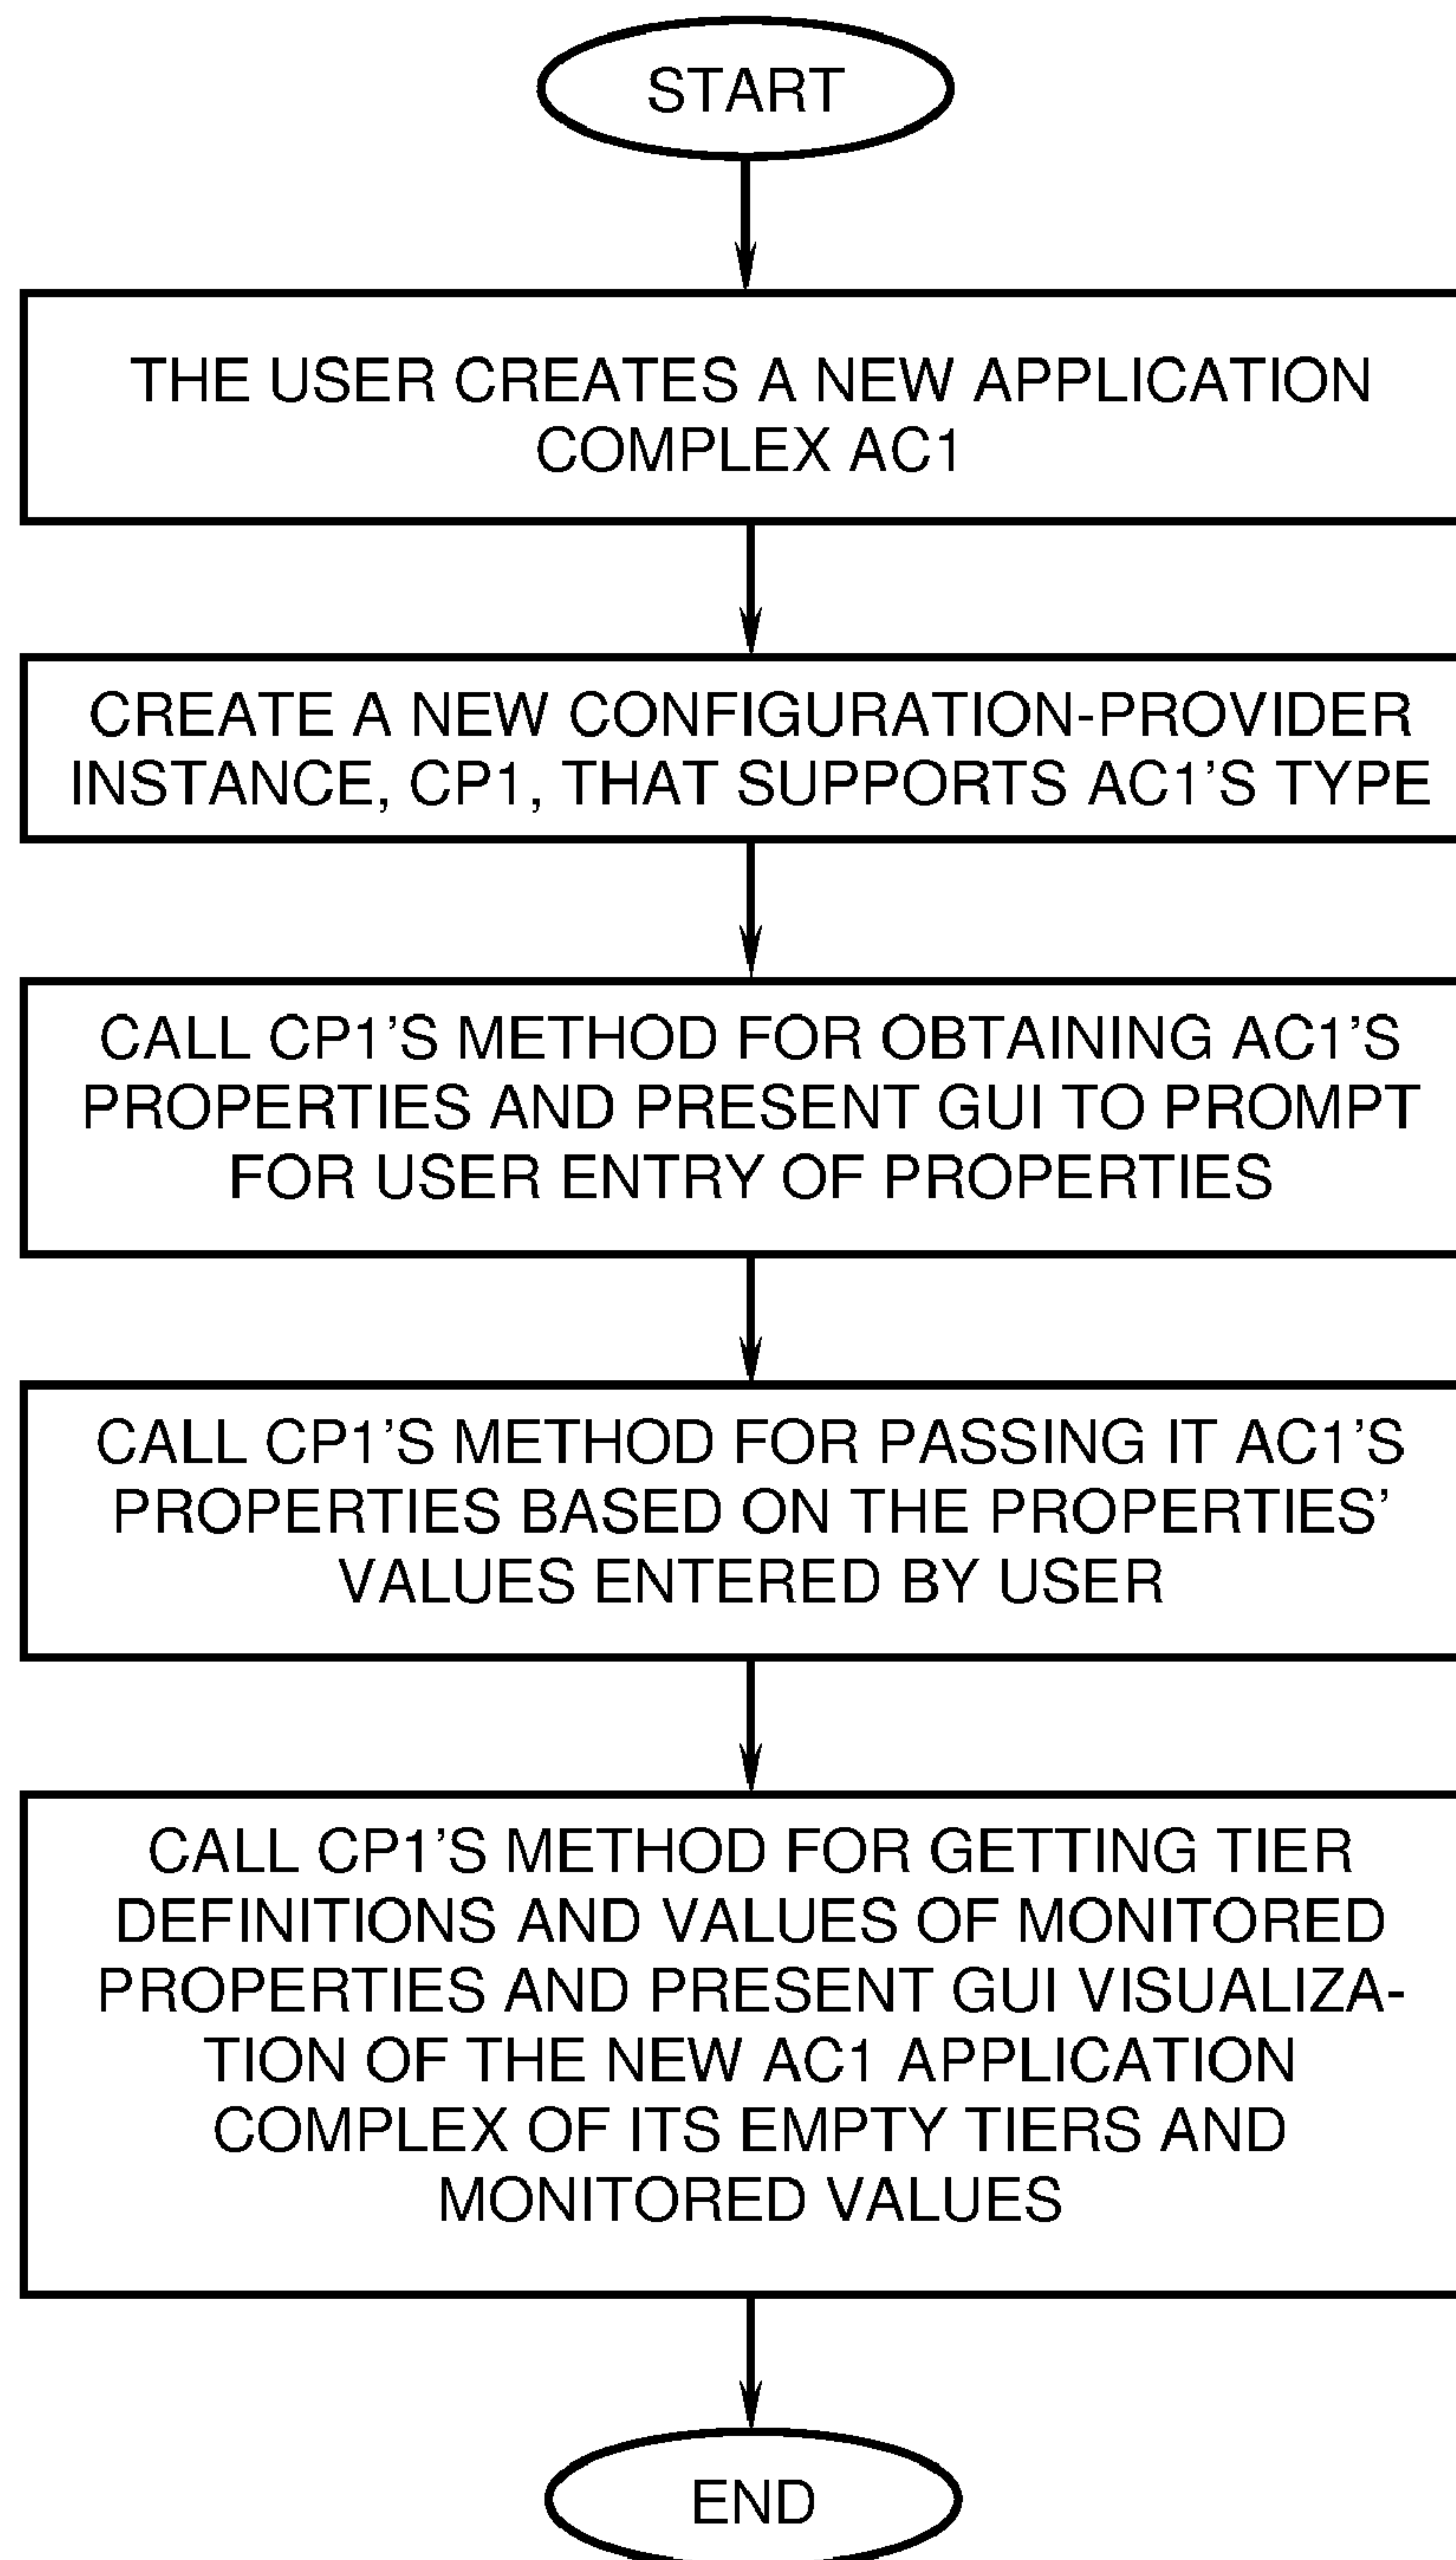 START
THE USER CREATES A NEW APPLICATION
COMPLEX AC1
CREATE A NEW CONFIGURATION-PROVIDER
INSTANCE, CP1, THAT SUPPORTS AC1’S TYPE
CALL CP1’S METHOD FOR OBTAINING AC1’S
PROPERTIES AND PRESENT GUI TO PROMPT
FOR USER ENTRY OF PROPERTIES
CALL CP1’S METHOD FOR PASSING IT AC1’S
PROPERTIES BASED ON THE PROPERTIES’
VALUES ENTERED BY USER
CALL CP1’S METHOD FOR GETTING TIER
DEFINITIONS AND VALUES OF MONITORED
PROPERTIES AND PRESENT GUI VISUALIZA-
TION OF THE NEW AC1 APPLICATION
COMPLEX OF ITS EMPTY TIERS AND
MONITORED VALUES
END